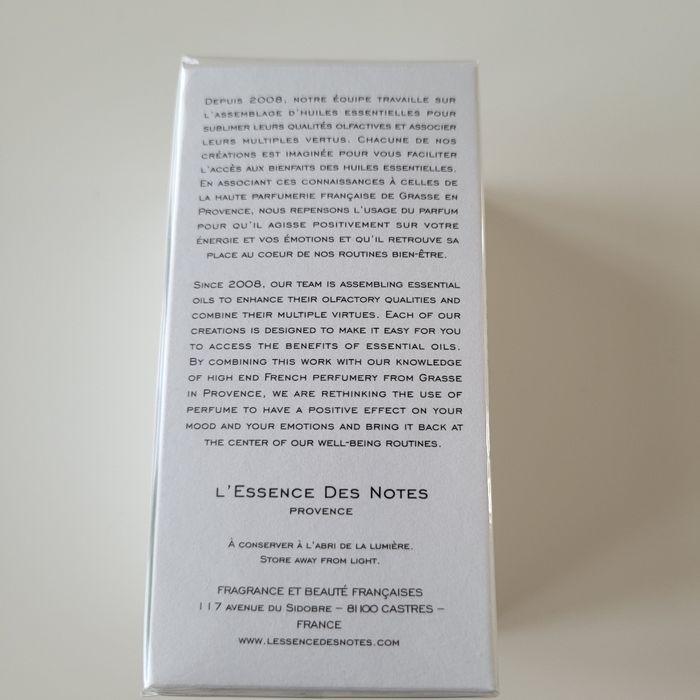 Depuis 2008, notre équipe travaille sur
l'assemblage d'huiles essentielles pour
sublimer leurs qualités olfactives et associer
leurs multiples vertus. Chacune de nos
créations est imaginée pour vous faciliter
l'accès aux bienfaits des huiles essentielles.
En associant ces connaissances à celles de
la haute parfumerie française de Grasse en
Provence, nous repensons l'usage du parfum
pour qu'il agisse positivement sur votre
énergie et vos émotions et qu'il retrouve sa
place au coeur de nos routines bien-être.
Since 2008, our team is assembling essential
oils to enhance their olfactory qualities and
combine their multiple virtues. Each of our
creations is designed to make it easy for you
to access the benefits of essential oils.
By combining this work with our knowledge
of high end French perfumery from Grasse
in Provence, we are rethinking the use of
perfume to have a positive effect on your
mood and your emotions and bring it back at
the center of our well-being routines.
L'Essence Des Notes
PROVENCE
À conserver à l'abri de la lumière.
Store away from light.
FRAGRANCE ET BEAUTÉ FRANÇAISES
117 avenue du Sidobre – 81100 CASTRES –
FRANCE
www.lessencedesnotes.com